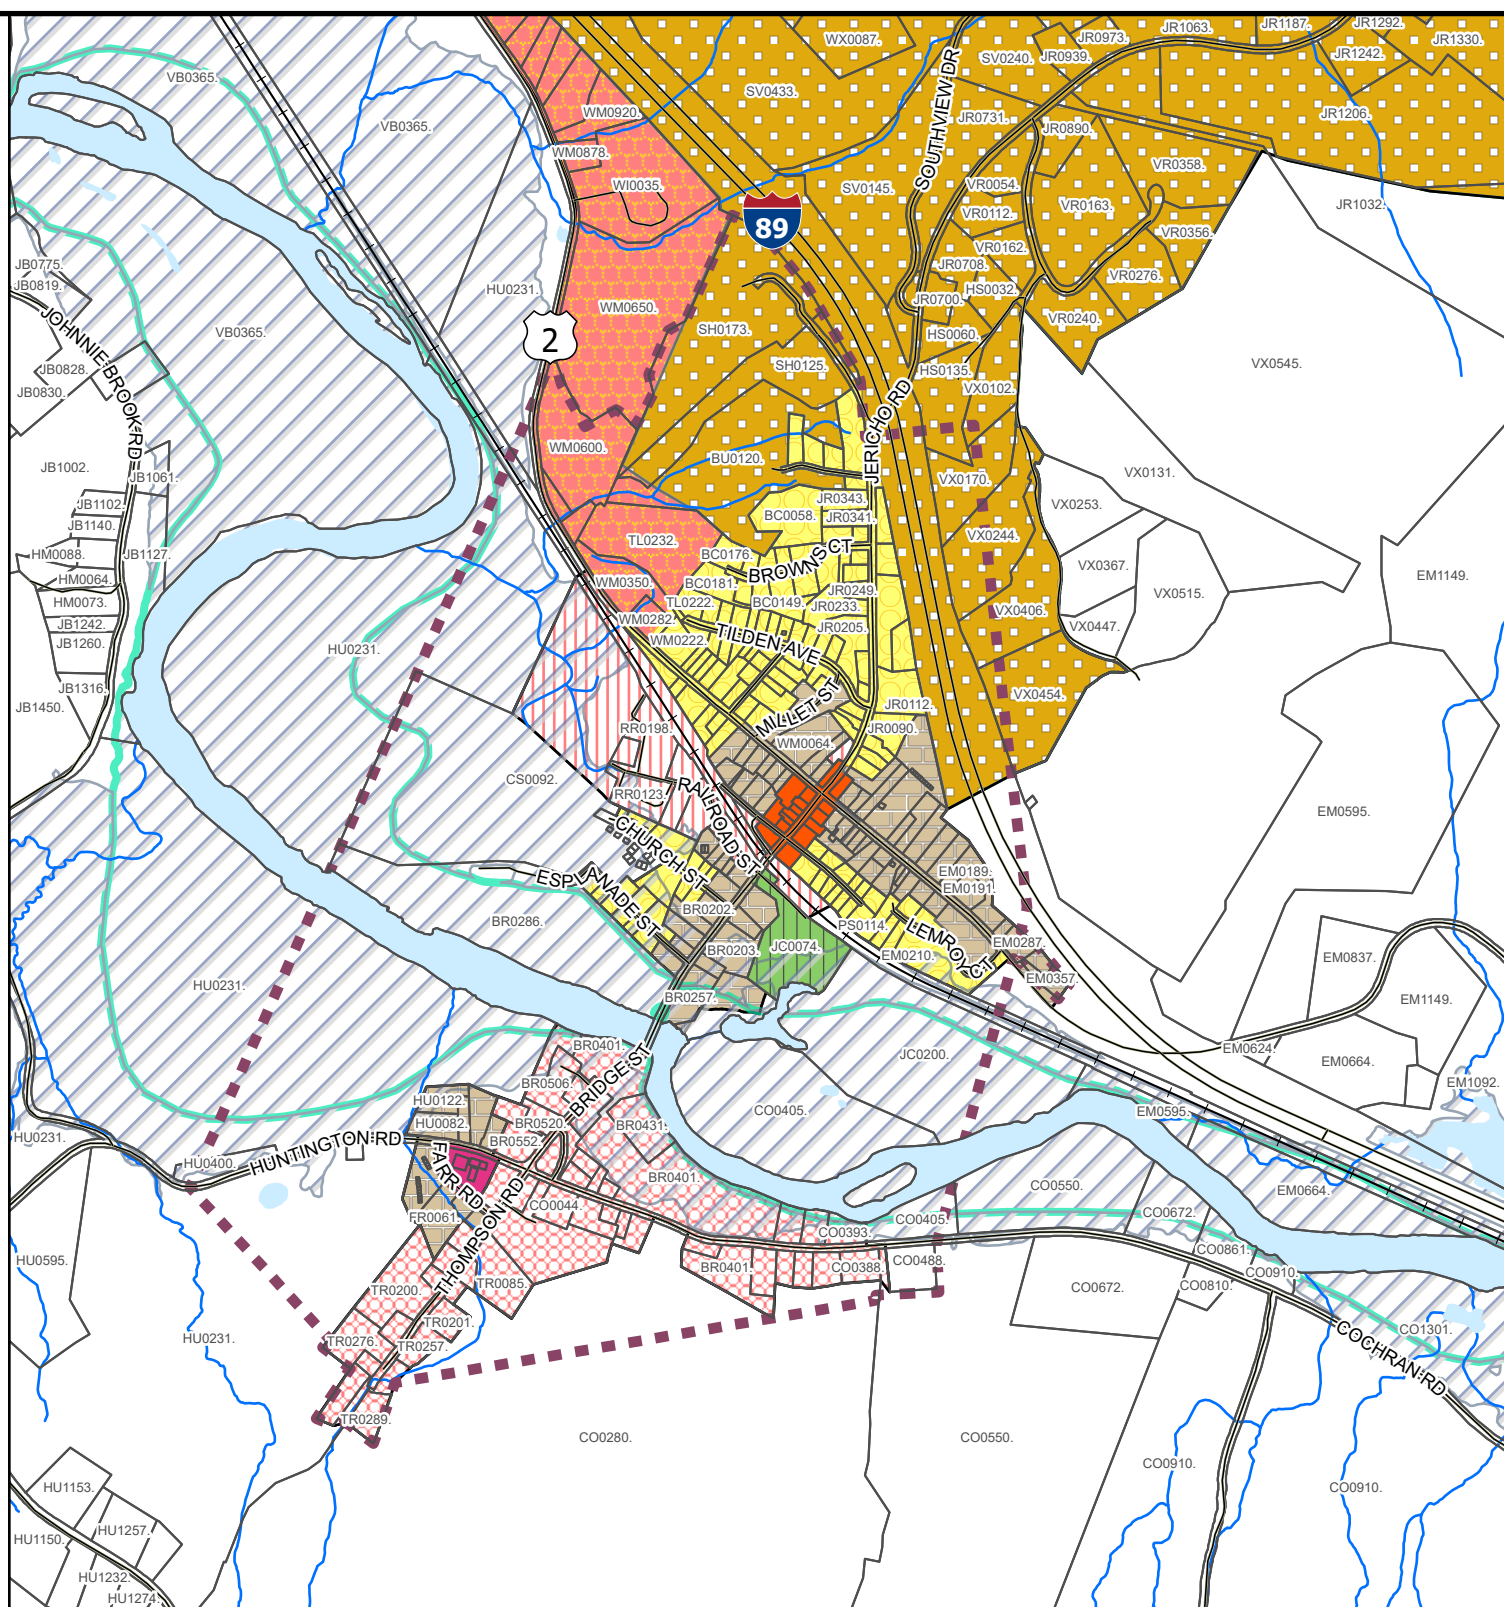 WX0087.
JR1063.
JR1187.
JR1292.
JR0973.
JR1330.
SV0240.
JR0939.
JR1242.
VB0365.
SV0433.
WM0920.
SOUTHVIEW DR
JR0731.
JR1206.
VB0365.
JR0890.
WM0878.
VR0358.
WI0035.
SV0145.
VR0054.
VR0163.
JR1032.
VR0112.
89
VR0356.
VR0162.
JB0775.
JR0708.
VR0276.
JB0819.
HU0231.
HS0032.
JR0700.
WM0650.
VR0240.
VB0365.
SH0173.
HS0060.
2
JOHNNIE BROOK RD
SH0125.
VX0545.
JB0828.
HS0135.
JB0830.
VX0102.
JERICHO RD
WM0600.
BU0120.
JB1002.
VX0131.
JB1061.
VX0170.
JR0343.
JB1102.
VX0253.
BC0058.
JR0341.
JB1140.
VX0244.
TL0232.
HM0088.
JB1127.
BC0176.
BROWNS CT
VX0367.
EM1149.
HM0064.
WM0350.
BC0181.
JR0249.
VX0515.
HM0073.
TL0222.
BC0149.
JR0233.
VX0406.
JB1242.
WM0282.
JR0205.
VX0447.
JB1260.
WM0222.
TILDEN AVE
HU0231.
JB1316.
VX0454.
JB1450.
MILLET ST
JR0112.
RR0198.
JR0090.
WM0064.
CS0092.
RR0123.
RAILROAD ST
EM0595.
CHURCH ST
EM0189.
ESPLANADE ST
EM0191.
BR0202.
BR0286.
PS0114.
LEMROY CT
EM0287.
JC0074.
BR0203.
EM0210.
EM0837.
EM0357.
HU0231.
BR0257.
EM1149.
BR0401.
EM0624.
JC0200.
EM0664.
BR0506.
BRIDGE ST
EM1092.
HU0122.
CO0405.
EM0595.
HU0082.
BR0520.
BR0431.
HU0231.
HUNTINGTON RD
BR0552.
HU0400.
FARR RD
BR0401.
CO0550.
EM0664.
CO0044.
FR0061.
THOMPSON RD
CO0405.
CO0672.
CO0393.
CO0861.
HU0595.
CO0488.
BR0401.
CO0388.
CO0910.
TR0085.
CO0672.
CO0810.
TR0200.
TR0201.
CO1301.
HU0231.
TR0276.
TR0257.
COCHRAN RD
TR0289.
CO0280.
CO0550.
CO0910.
HU1153.
CO0910.
HU1257.
HU1150.
HU1232.
HU1274.